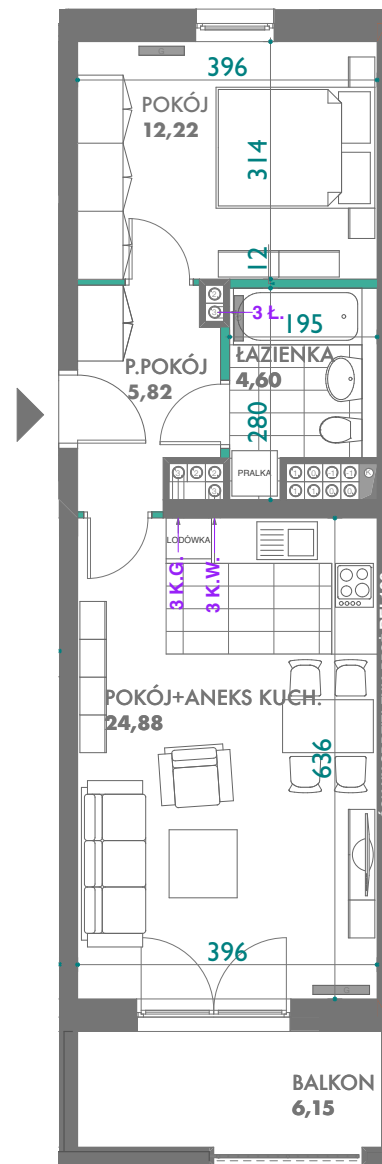 396
POKÓJ
12,22
314
12
3 Ł.
195
ŁAZIENKA
4,60
P.POKÓJ
5,82
280
PRALKA
LODÓWKA
3 K.G.
3 K.W.
POKÓJ+ANEKS KUCH.
24,88
636
396
BALKON
6,15